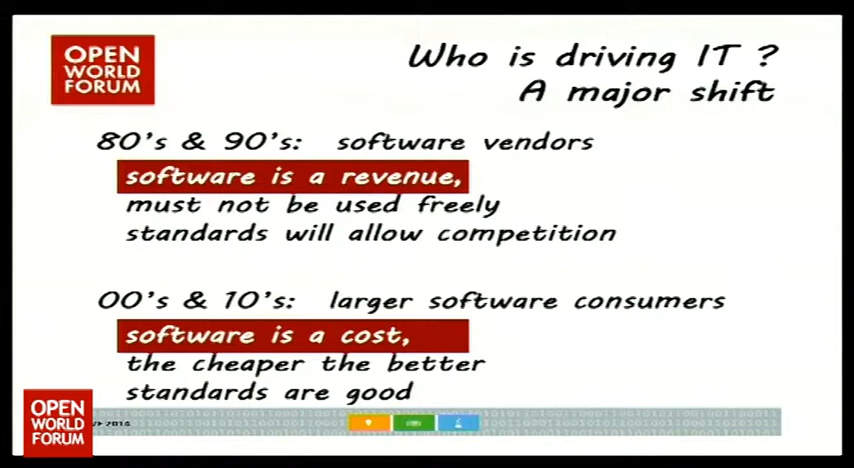 OPEN
WORLD
FORUM
Who is driving IT ?
A major shift
80's & 90's: software vendors
software is a revenue,
must not be used freely
standards will allow competition
00's & 10's: larger software consumers
software is a cost,
the cheaper the better
standards are good
OPEN
WORLD
FORUM
2014